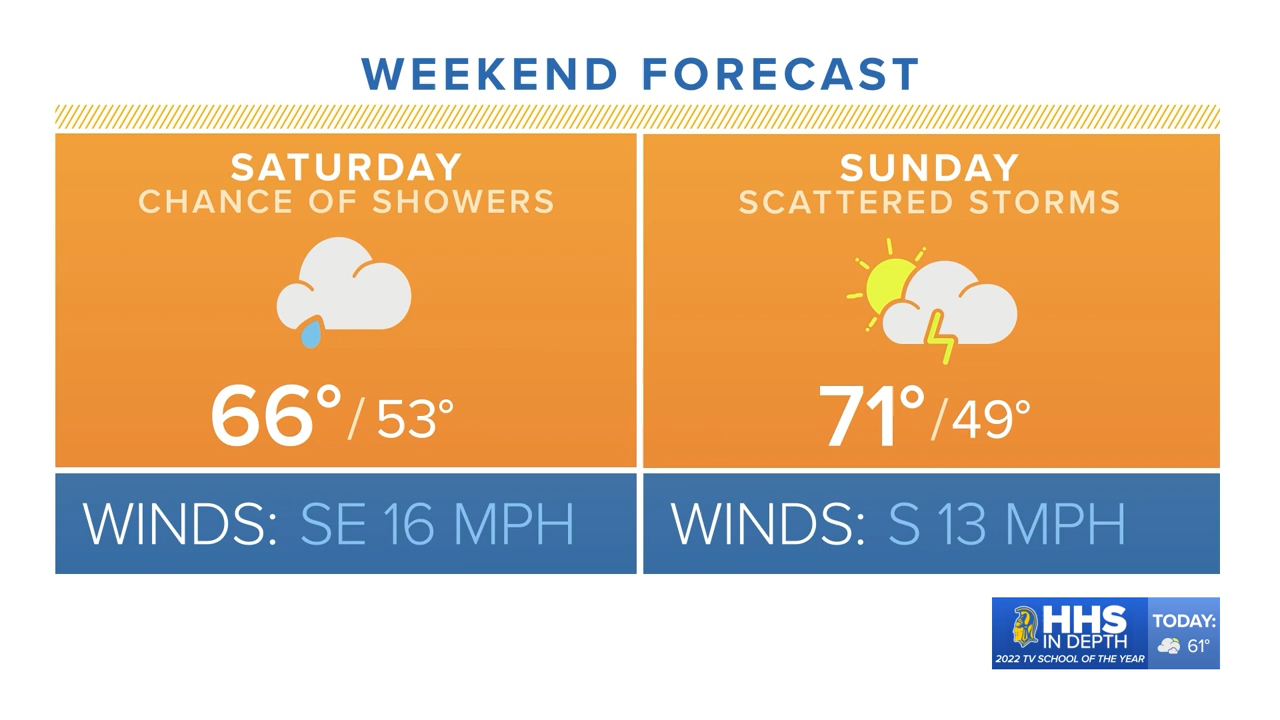 WEEKEND FORECAST
SATURDAY
CHANCE OF SHOWERS
66°/53°
WINDS: SE 16 MPH
SUNDAY
SCATTERED STORMS
71°/49°
WINDS: S 13 MPH
HHS
IN DEPTH
2022 TV SCHOOL OF THE YEAR
TODAY:
61°